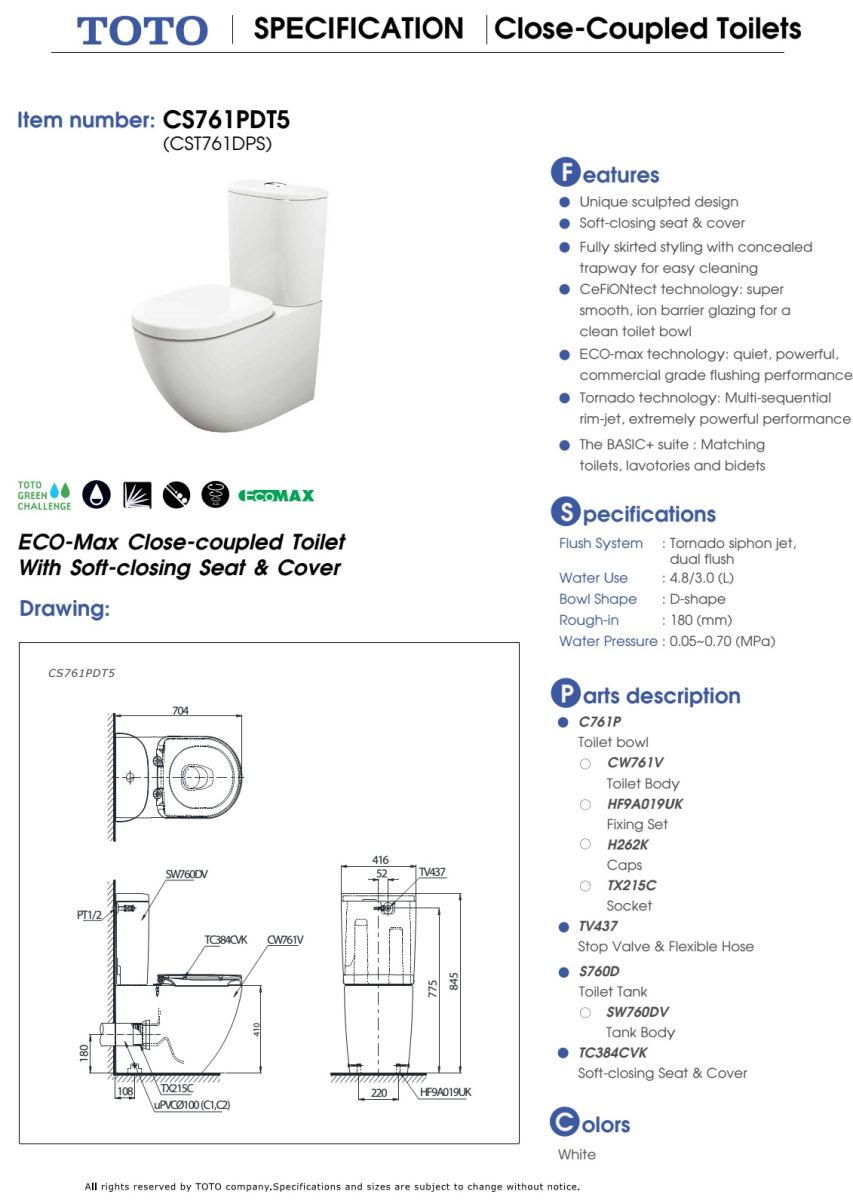 TOTO | SPECIFICATION | Close-Coupled Toilets
Item number: CS761PDT5
(CST761DPS)
TOTO
GREEN
CHALLENGE
ECOMAX
ECO-Max Close-coupled Toilet
With Soft-closing Seat & Cover
Drawing:
CS761PDT5
704
SW760DV
PT1/2
TC384CVK
CW761V
410
180
108
TX215C
uPVCØ100 (C1,C2)
416
52
TV437
775
845
220
HF9A019UK
Features
● Unique sculpted design
● Soft-closing seat & cover
● Fully skirted styling with concealed
trapway for easy cleaning
● CeFiONtect technology: super
smooth, ion barrier glazing for a
clean toilet bowl
● ECO-max technology: quiet, powerful,
commercial grade flushing performance
● Tornado technology: Multi-sequential
rim-jet, extremely powerful performance
● The BASIC+ suite : Matching
toilets, lavotories and bidets
Specifications
Flush System : Tornado siphon jet,
dual flush
Water Use : 4.8/3.0 (L)
Bowl Shape : D-shape
Rough-in : 180 (mm)
Water Pressure : 0.05~0.70 (MPa)
Parts description
● C761P
Toilet bowl
○ CW761V
Toilet Body
○ HF9A019UK
Fixing Set
○ H262K
Caps
○ TX215C
Socket
● TV437
Stop Valve & Flexible Hose
● S760D
Toilet Tank
○ SW760DV
Tank Body
● TC384CVK
Soft-closing Seat & Cover
Colors
White
All rights reserved by TOTO company.Specifications and sizes are subject to change without notice.